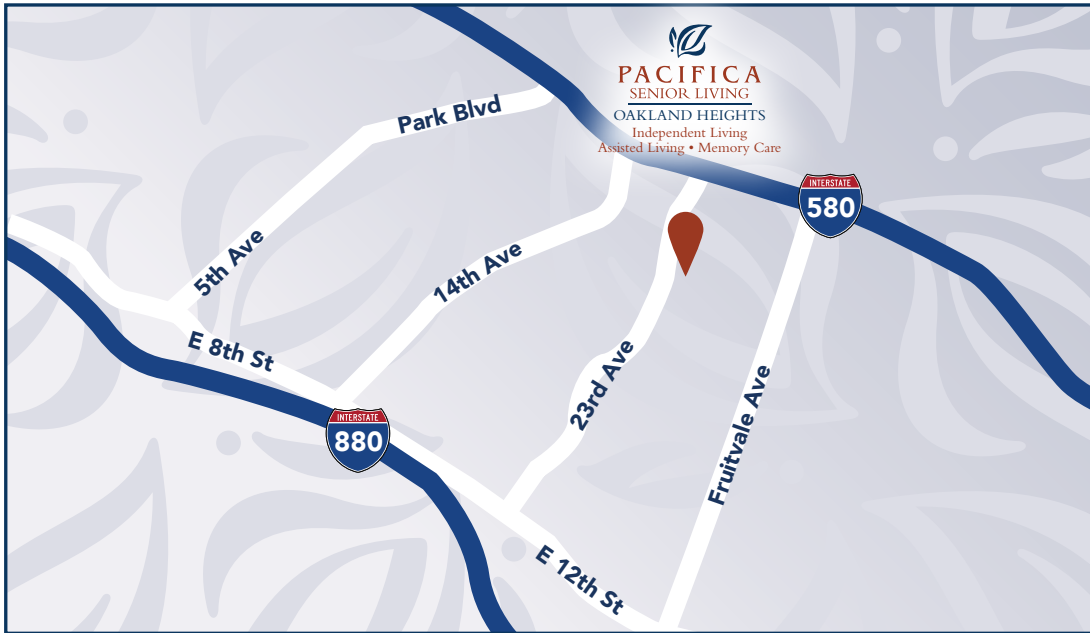 PACIFICA
SENIOR LIVING
OAKLAND HEIGHTS
Independent Living
Assisted Living • Memory Care
Park Blvd
INTERSTATE
580
5th Ave
14th Ave
E 8th St
23rd Ave
Fruitvale Ave
INTERSTATE
880
E 12th St